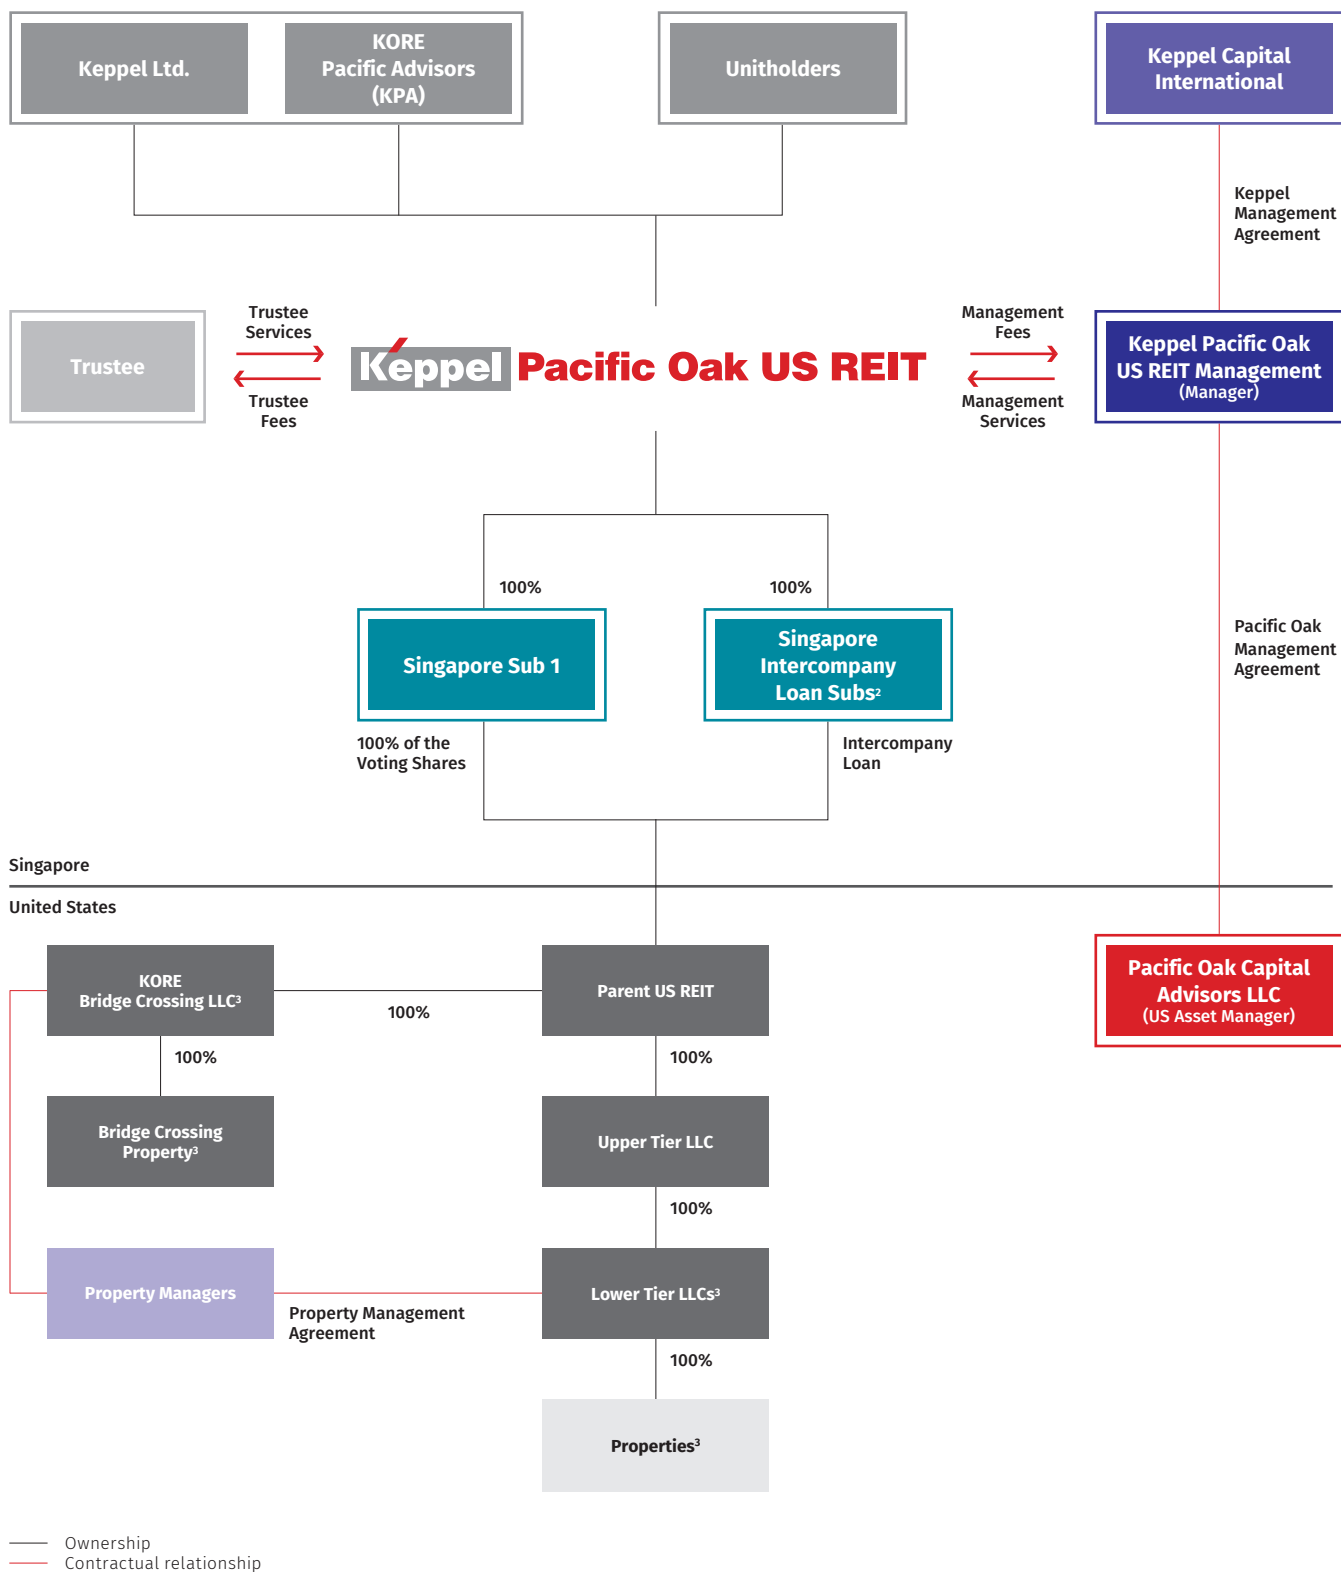 Keppel Ltd.
KORE
Pacific Advisors
(KPA)
Unitholders
Keppel Capital
International
Keppel
Management
Agreement
Trustee
Trustee
Services
Trustee
Fees
Keppel Pacific Oak US REIT
Management
Fees
Management
Services
Keppel Pacific Oak
US REIT Management
(Manager)
100%
100%
Singapore Sub 1
Singapore
Intercompany
Loan Subs²
Pacific Oak
Management
Agreement
100% of the
Voting Shares
Intercompany
Loan
Singapore
United States
KORE
Bridge Crossing LLC³
100%
Parent US REIT
Pacific Oak Capital
Advisors LLC
(US Asset Manager)
100%
100%
Bridge Crossing
Property³
Upper Tier LLC
100%
Property Managers
Property Management
Agreement
Lower Tier LLCs³
100%
Properties³
Ownership
Contractual relationship